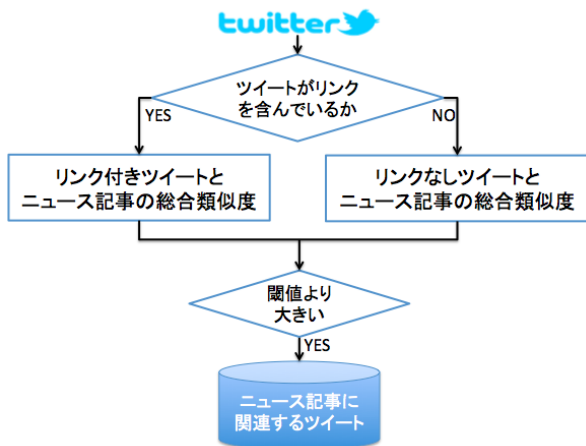 twitter
ツイートがリンク
を含んでいるか
YES
NO
リンク付きツイートと
ニュース記事の総合類似度
リンクなしツイートと
ニュース記事の総合類似度
閾値より
大きい
YES
ニュース記事に
関連するツイート